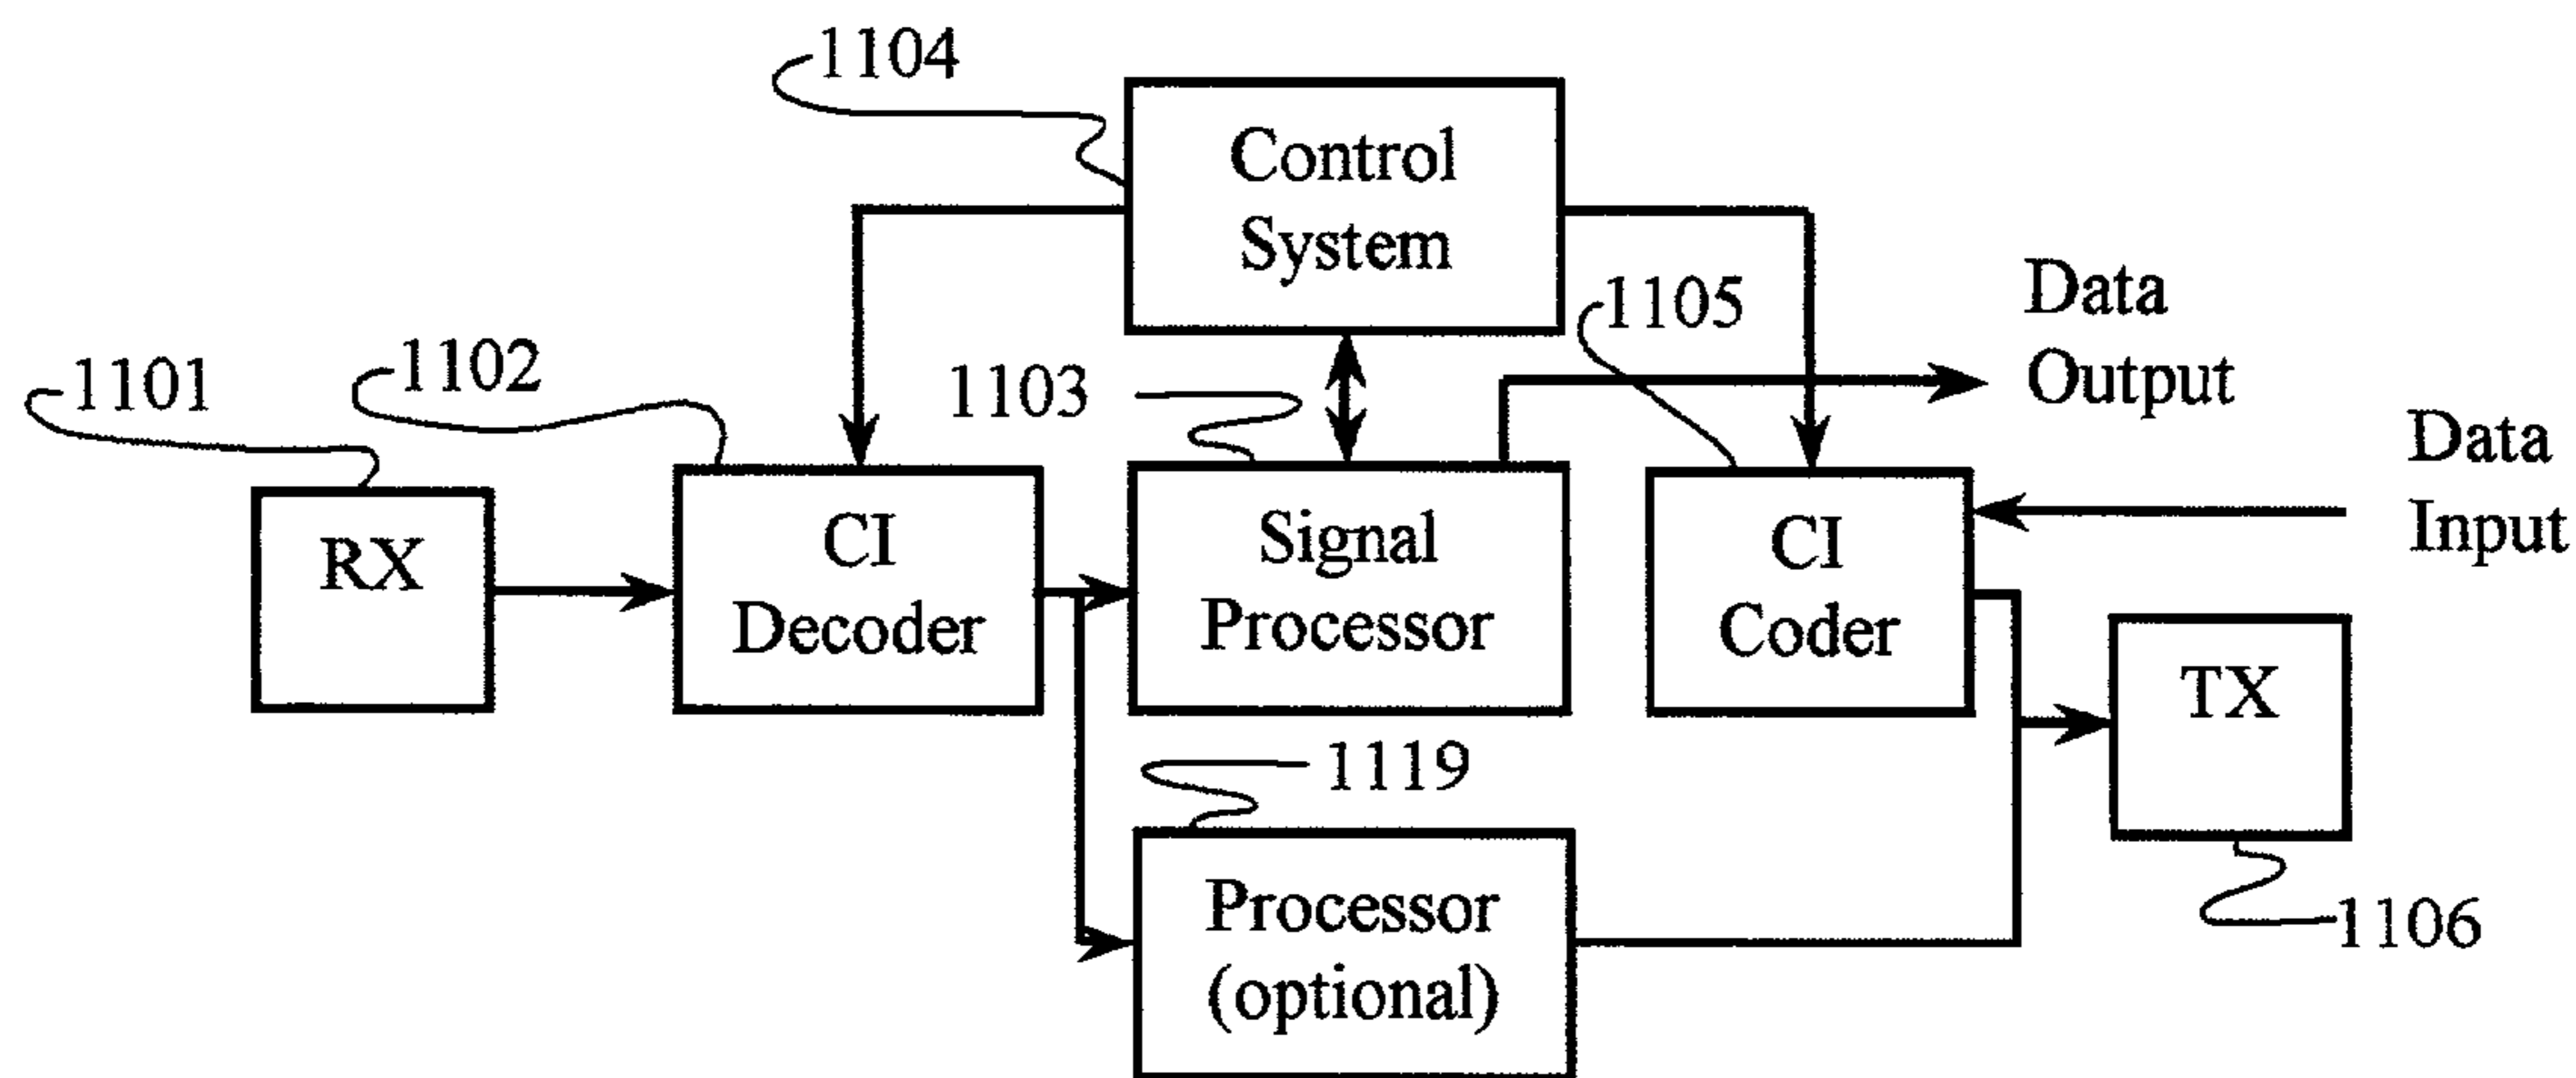 1104
Control
System
1105
Data
Output
1101
1102
1103
Data
Input
RX
CI
Decoder
Signal
Processor
CI
Coder
TX
1119
Processor
(optional)
1106